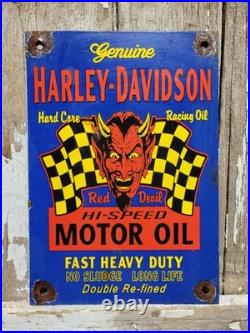 Genuine
HARLEY-DAVIDSON
Hard Core Racing Oil
Red Devil
HI-SPEED
MOTOR OIL
FAST HEAVY DUTY
NO SLUDGE LONG LIFE
Double Re-fined